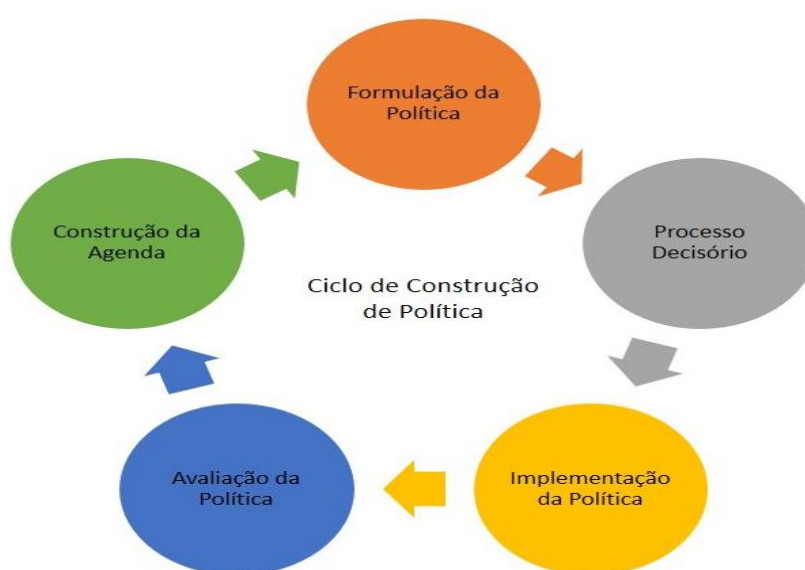 Formulação da
Política
Processo
Decisório
Implementação
da Política
Avaliação da
Política
Construção da
Agenda
Ciclo de Construção
de Política